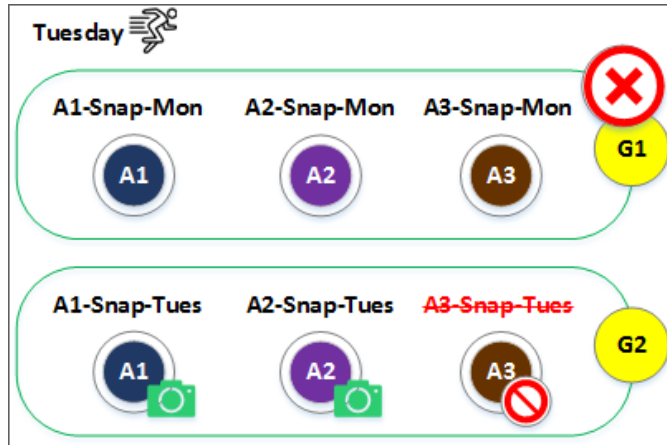 Tuesday
A1-Snap-Mon A2-Snap-Mon A3-Snap-Mon
A1 A2 A3 G1
A1-Snap-Tues A2-Snap-Tues A3-Snap-Tues
A1 A2 A3 G2